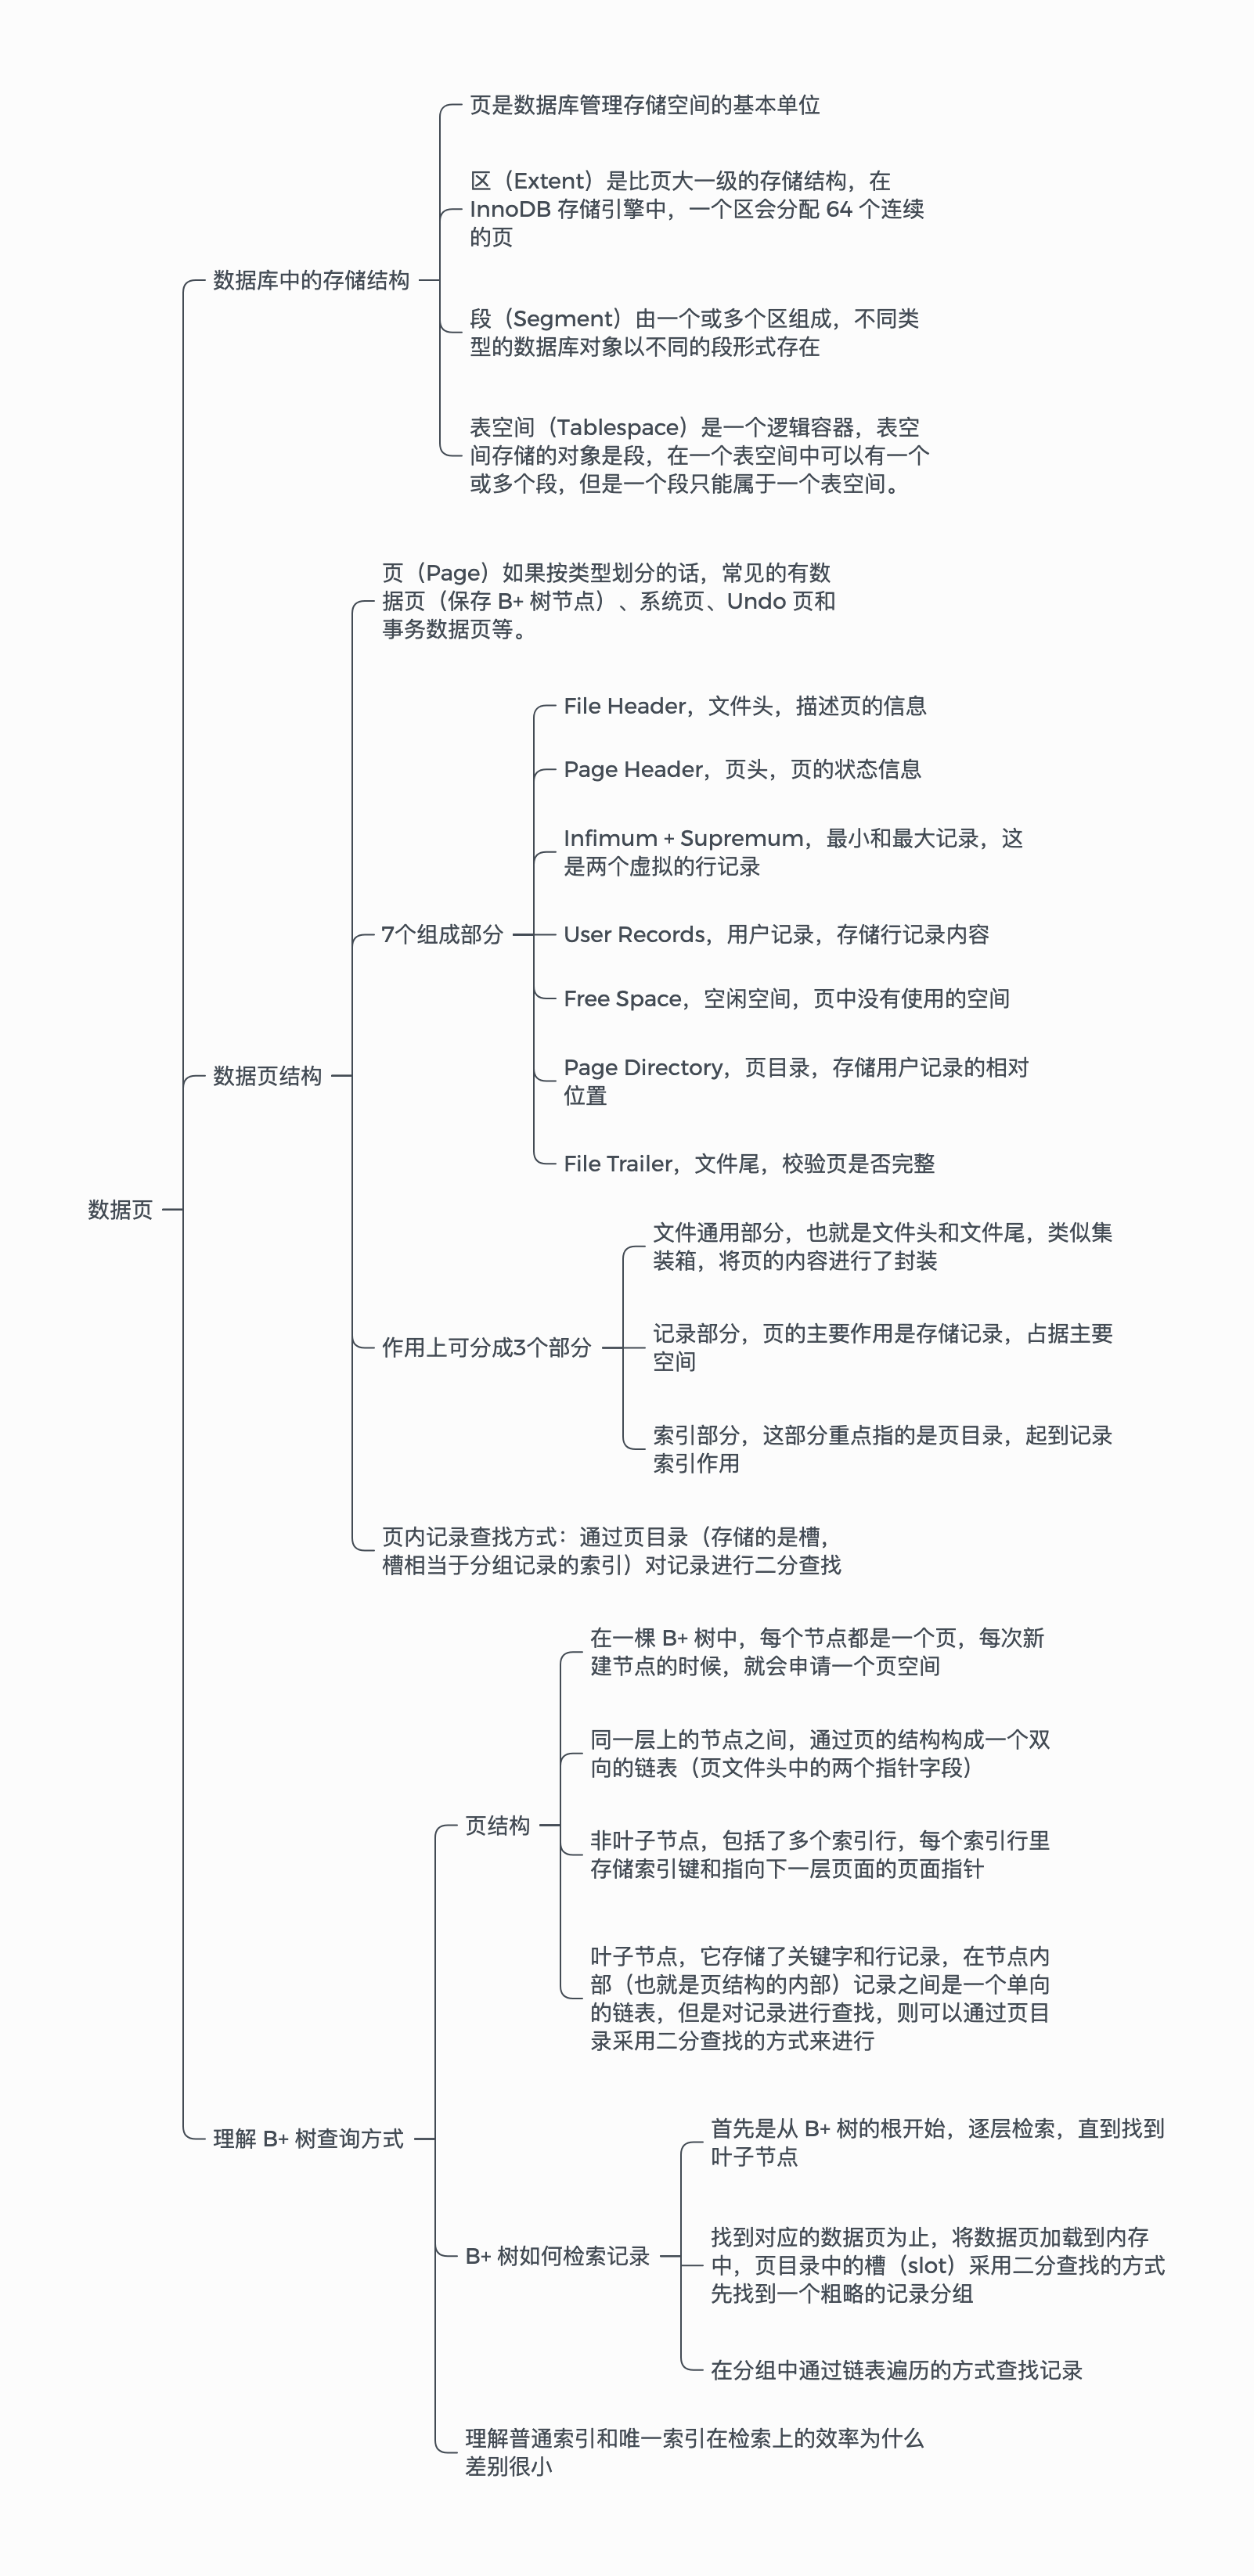 数据页
数据库中的存储结构
页是数据库管理存储空间的基本单位
区（Extent）是比页大一级的存储结构，在
InnoDB 存储引擎中，一个区会分配 64 个连续
的页
段（Segment）由一个或多个区组成，不同类
型的数据库对象以不同的段形式存在
表空间（Tablespace）是一个逻辑容器，表空
间存储的对象是段，在一个表空间中可以有一个
或多个段，但是一个段只能属于一个表空间。
数据页结构
页（Page）如果按类型划分的话，常见的有数
据页（保存 B+ 树节点）、系统页、Undo 页和
事务数据页等。
7个组成部分
File Header，文件头，描述页的信息
Page Header，页头，页的状态信息
Infimum + Supremum，最小和最大记录，这
是两个虚拟的行记录
User Records，用户记录，存储行记录内容
Free Space，空闲空间，页中没有使用的空间
Page Directory，页目录，存储用户记录的相对
位置
File Trailer，文件尾，校验页是否完整
作用上可分成3个部分
文件通用部分，也就是文件头和文件尾，类似集
装箱，将页的内容进行了封装
记录部分，页的主要作用是存储记录，占据主要
空间
索引部分，这部分重点指的是页目录，起到记录
索引作用
页内记录查找方式：通过页目录（存储的是槽，
槽相当于分组记录的索引）对记录进行二分查找
理解 B+ 树查询方式
页结构
在一棵 B+ 树中，每个节点都是一个页，每次新
建节点的时候，就会申请一个页空间
同一层上的节点之间，通过页的结构构成一个双
向的链表（页文件头中的两个指针字段）
非叶子节点，包括了多个索引行，每个索引行里
存储索引键和指向下一层页面的页面指针
叶子节点，它存储了关键字和行记录，在节点内
部（也就是页结构的内部）记录之间是一个单向
的链表，但是对记录进行查找，则可以通过页目
录采用二分查找的方式来进行
B+ 树如何检索记录
首先是从 B+ 树的根开始，逐层检索，直到找到
叶子节点
找到对应的数据页为止，将数据页加载到内存
中，页目录中的槽（slot）采用二分查找的方式
先找到一个粗略的记录分组
在分组中通过链表遍历的方式查找记录
理解普通索引和唯一索引在检索上的效率为什么
差别很小